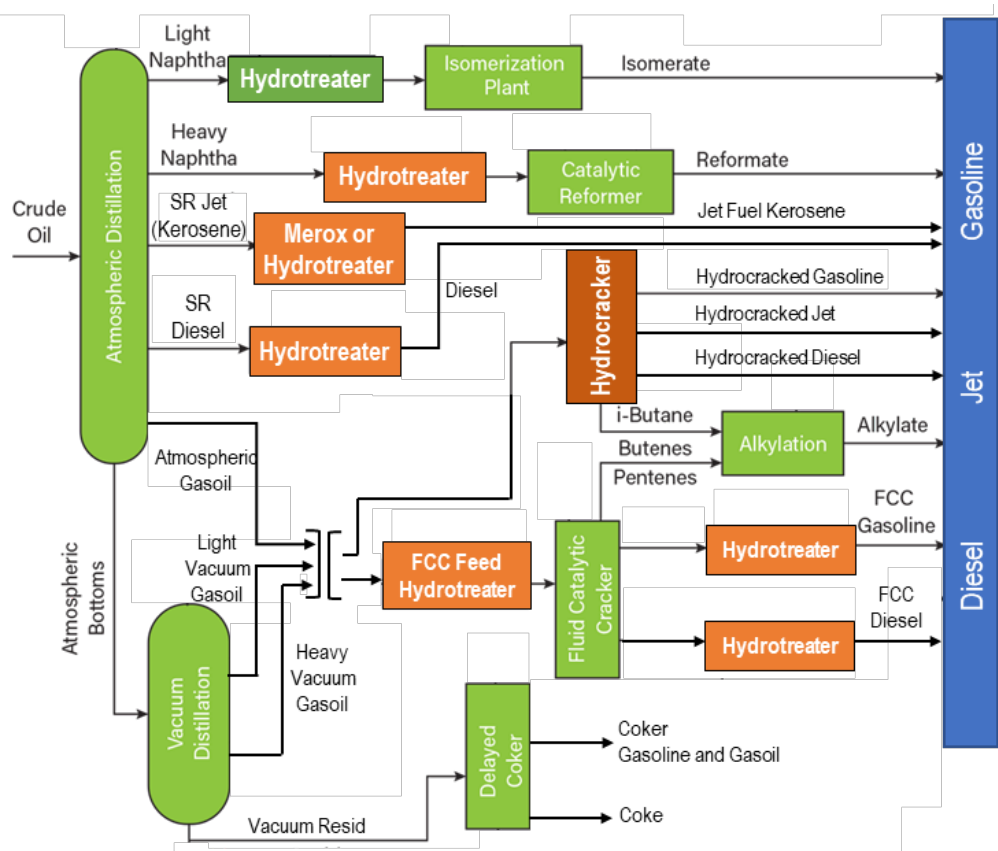 Light
Naphtha
Hydrotreater
Isomerization
Plant
Isomerate
Heavy
Naphtha
Hydrotreater
Catalytic
Reformer
Reformate
Crude
Oil
Atmospheric Distillation
SR Jet
(Kerosene)
Merox or
Hydrotreater
Jet Fuel Kerosene
Gasoline
SR
Diesel
Hydrotreater
Diesel
Hydrocracker
Hydrocracked Gasoline
Hydrocracked Jet
Hydrocracked Diesel
Jet
i-Butane
Butenes
Pentenes
Alkylation
Alkylate
Atmospheric
Gasoil
Light
Vacuum
Gasoil
FCC Feed
Hydrotreater
Fluid Catalytic
Cracker
Hydrotreater
FCC
Gasoline
Hydrotreater
FCC
Diesel
Diesel
Atmospheric
Bottoms
Vacuum
Distillation
Heavy
Vacuum
Gasoil
Delayed
Coker
Coker
Gasoline and Gasoil
Coke
Vacuum Resid